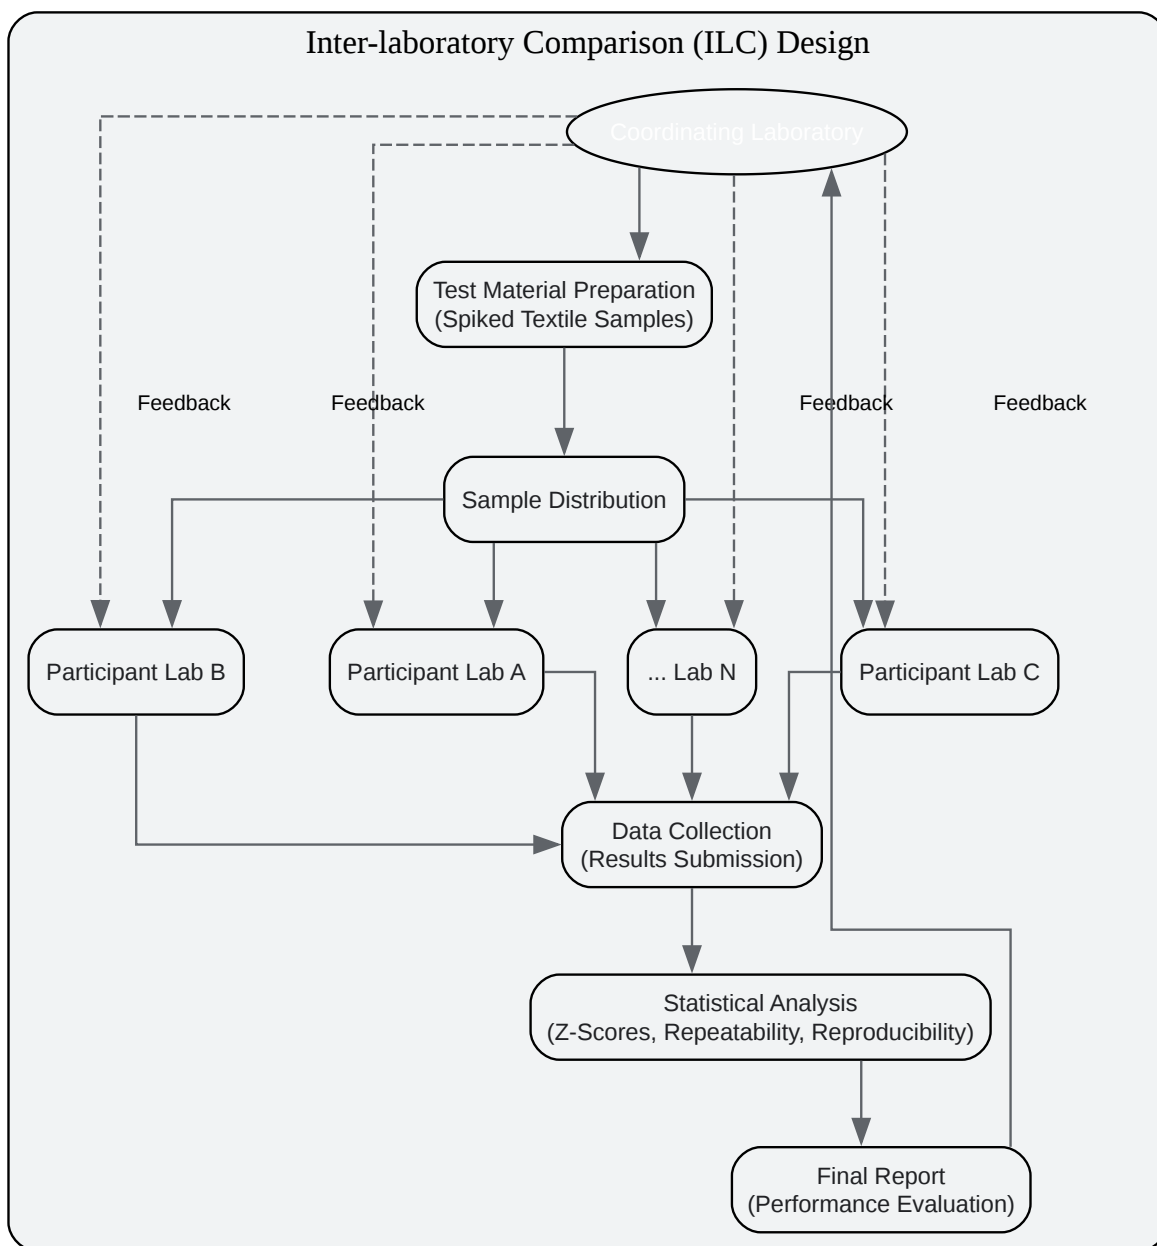 Inter-laboratory Comparison (ILC) Design
Coordinating Laboratory
Test Material Preparation
(Spiked Textile Samples)
Feedback
Feedback
Feedback
Feedback
Sample Distribution
Participant Lab B
Participant Lab A
... Lab N
Participant Lab C
Data Collection
(Results Submission)
Statistical Analysis
(Z-Scores, Repeatability, Reproducibility)
Final Report
(Performance Evaluation)